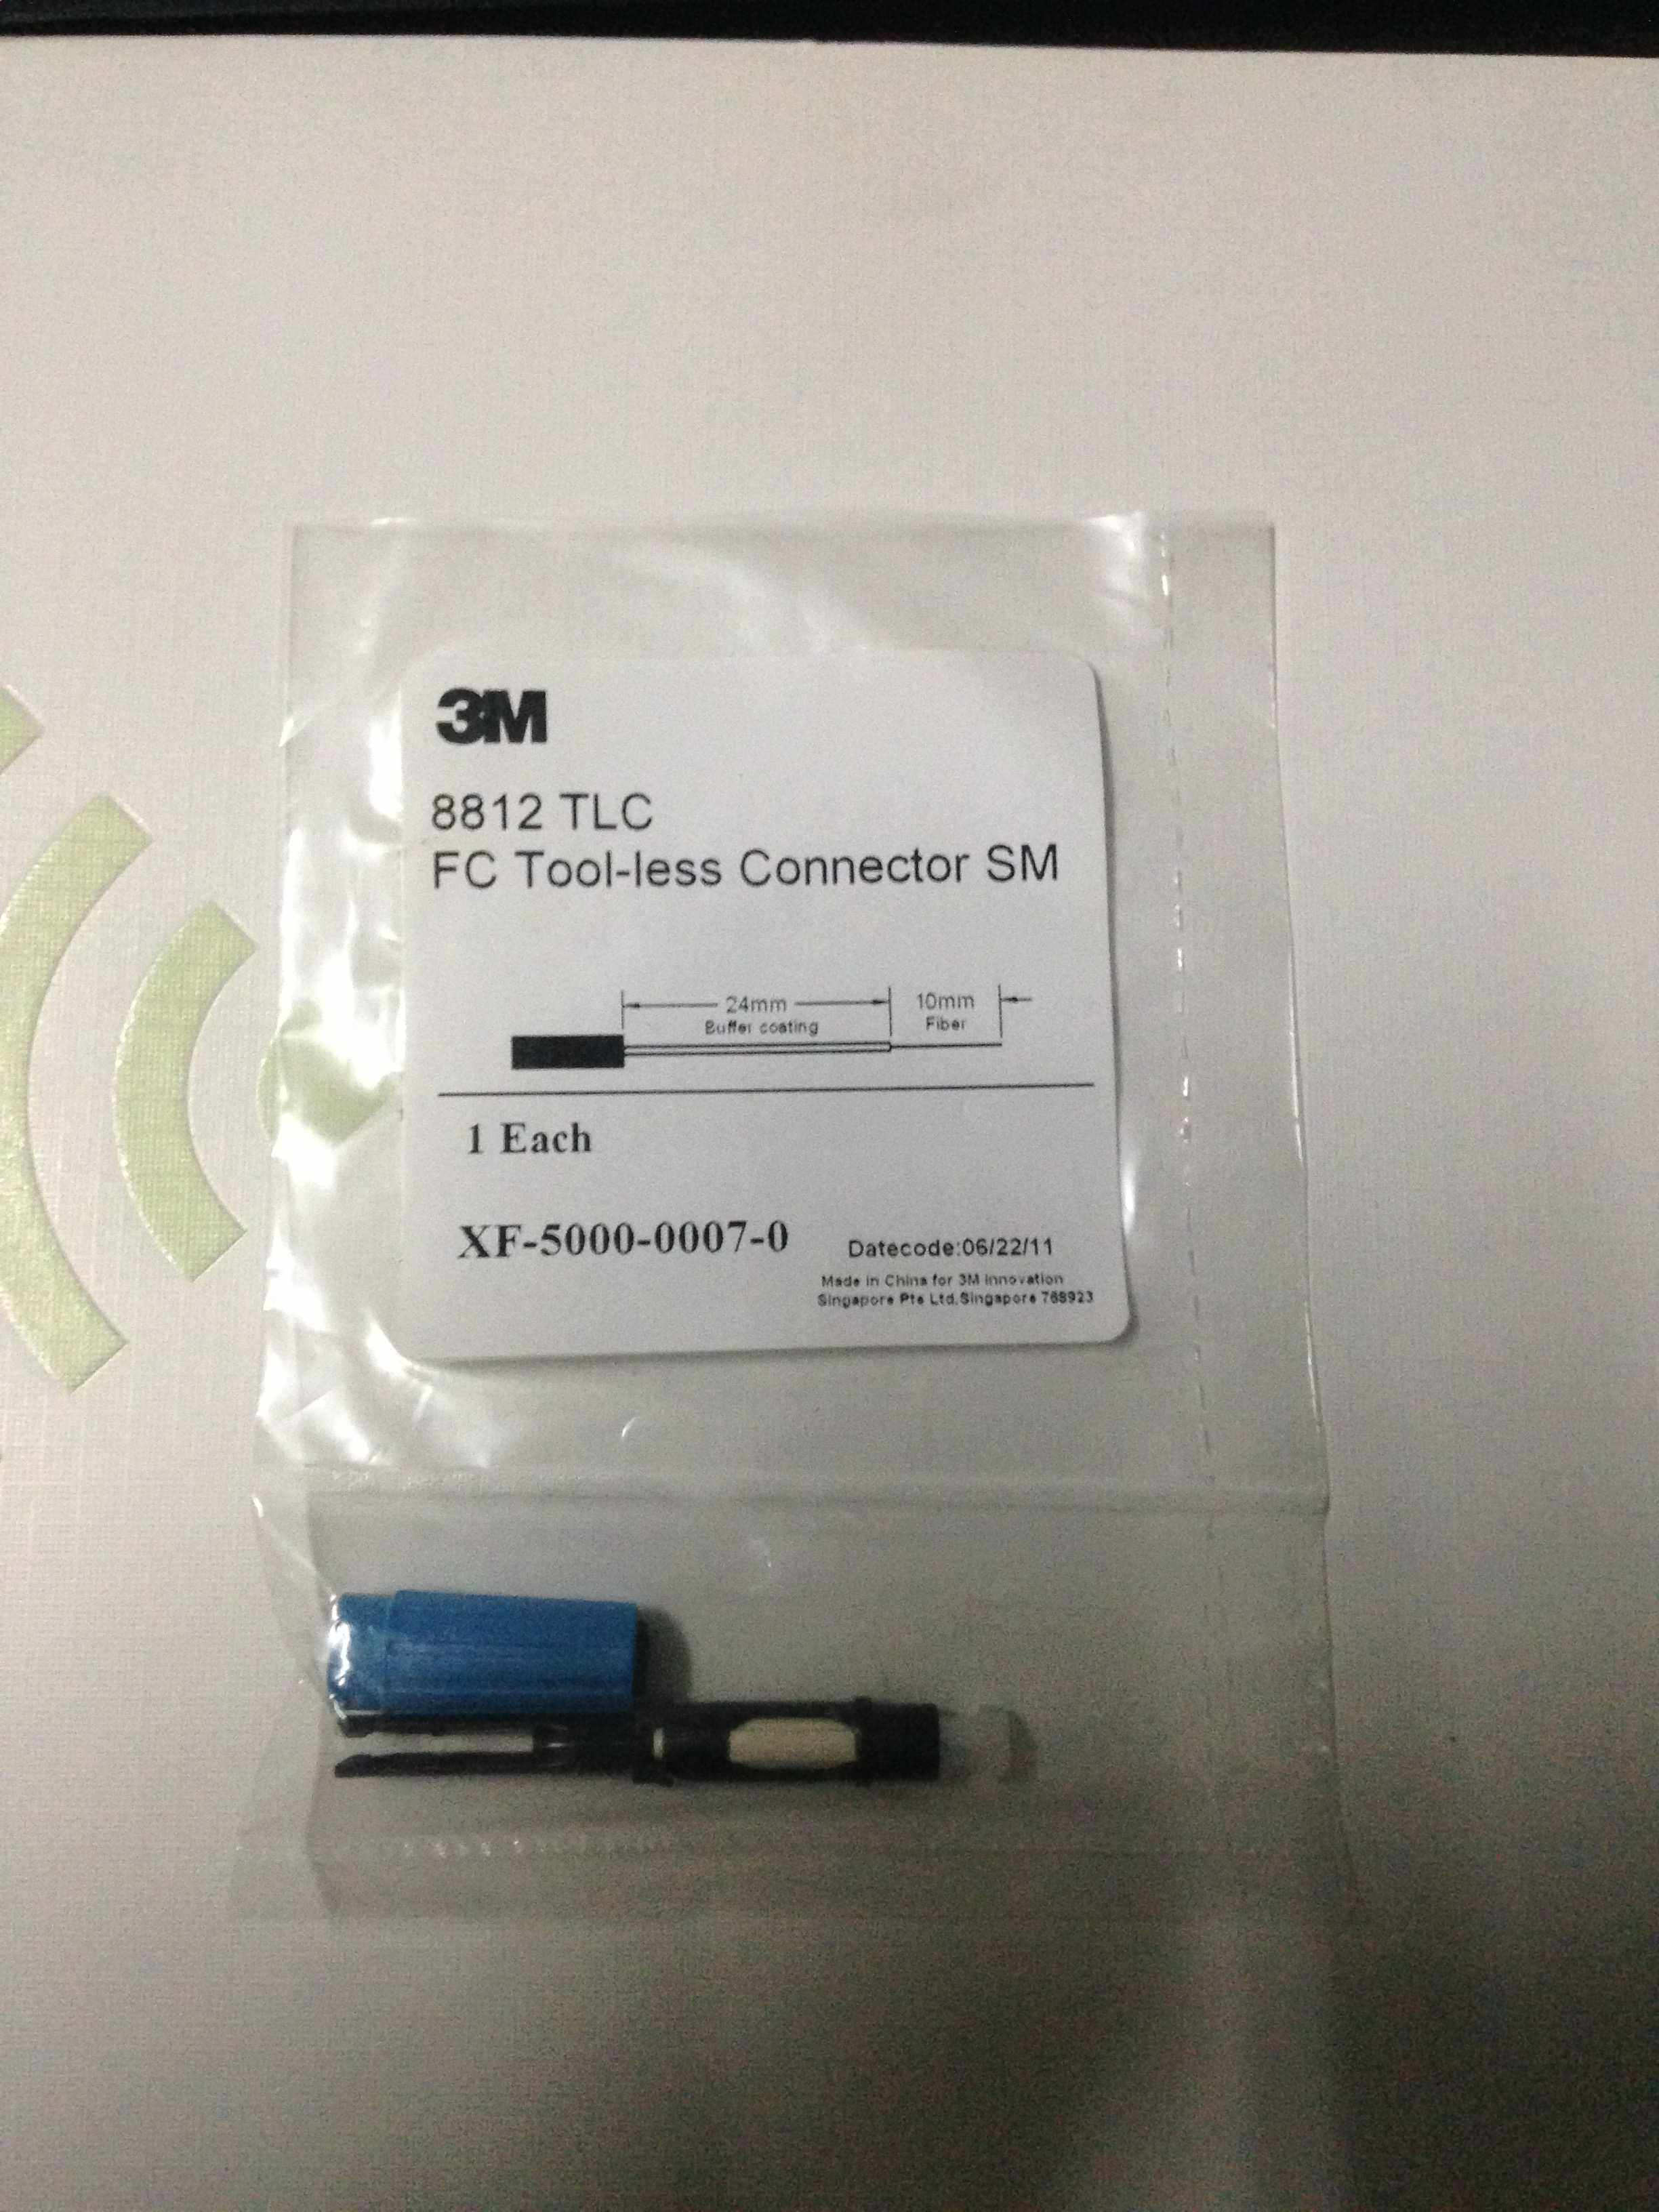 3M
8812 TLC
FC Tool-less Connector SM
24mm
Buffer coating
10mm
Fiber
1 Each
XF-5000-0007-0
Datecode:06/22/11
Made in China for 3M Innovation
Singapore Pte Ltd.Singapore 768923